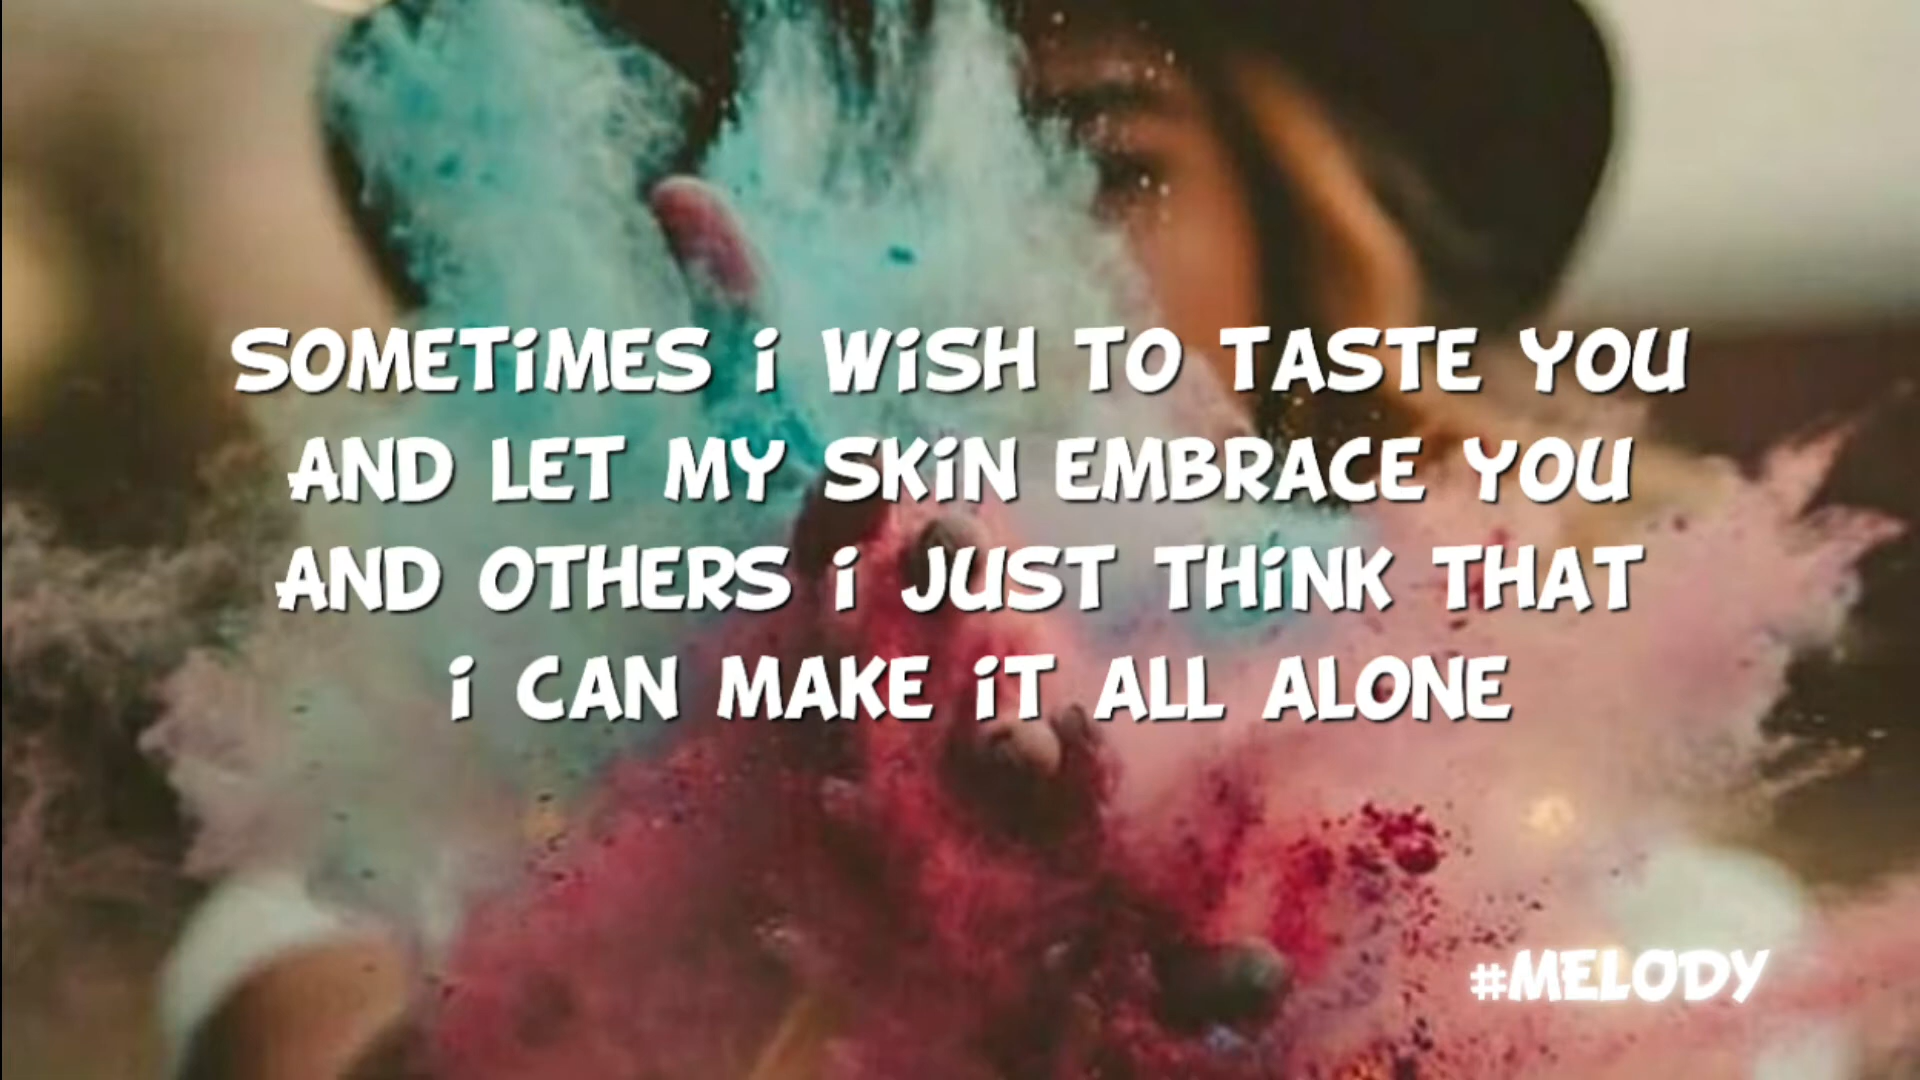 SOMETiMES i WiSH TO TASTE YOU
AND LET MY SKiN EMBRACE YOU
AND OTHERS i JUST THiNK THAT
i CAN MAKE iT ALL ALONE
#MELODY